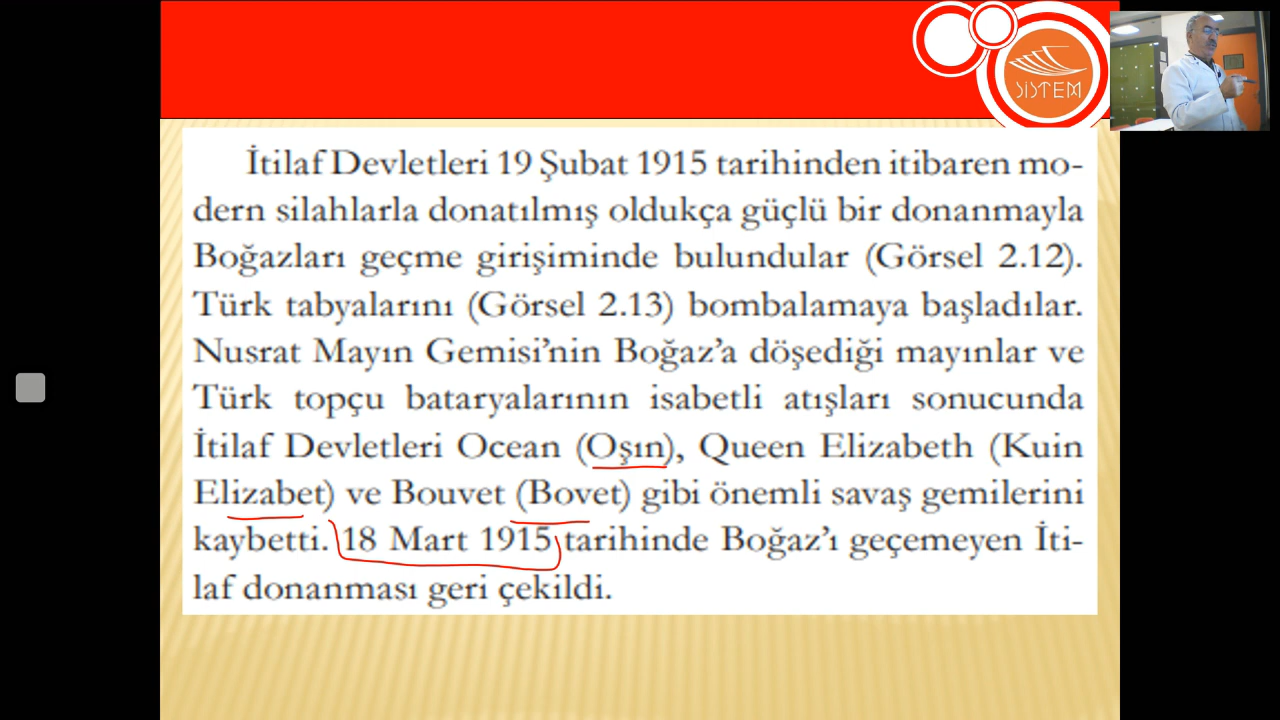 SİSTEM
İtilaf Devletleri 19 Şubat 1915 tarihinden itibaren mo-
dern silahlarla donatılmış oldukça güçlü bir donanmayla
Boğazları geçme girişiminde bulundular (Görsel 2.12).
Türk tabyalarını (Görsel 2.13) bombalamaya başladılar.
Nusrat Mayın Gemisi’nin Boğaz’a döşediği mayınlar ve
Türk topçu bataryalarının isabetli atışları sonucunda
İtilaf Devletleri Ocean (Oşın), Queen Elizabeth (Kuin
Elizabet) ve Bouvet (Bovet) gibi önemli savaş gemilerini
kaybetti. 18 Mart 1915 tarihinde Boğaz’ı geçemeyen İti-
laf donanması geri çekildi.